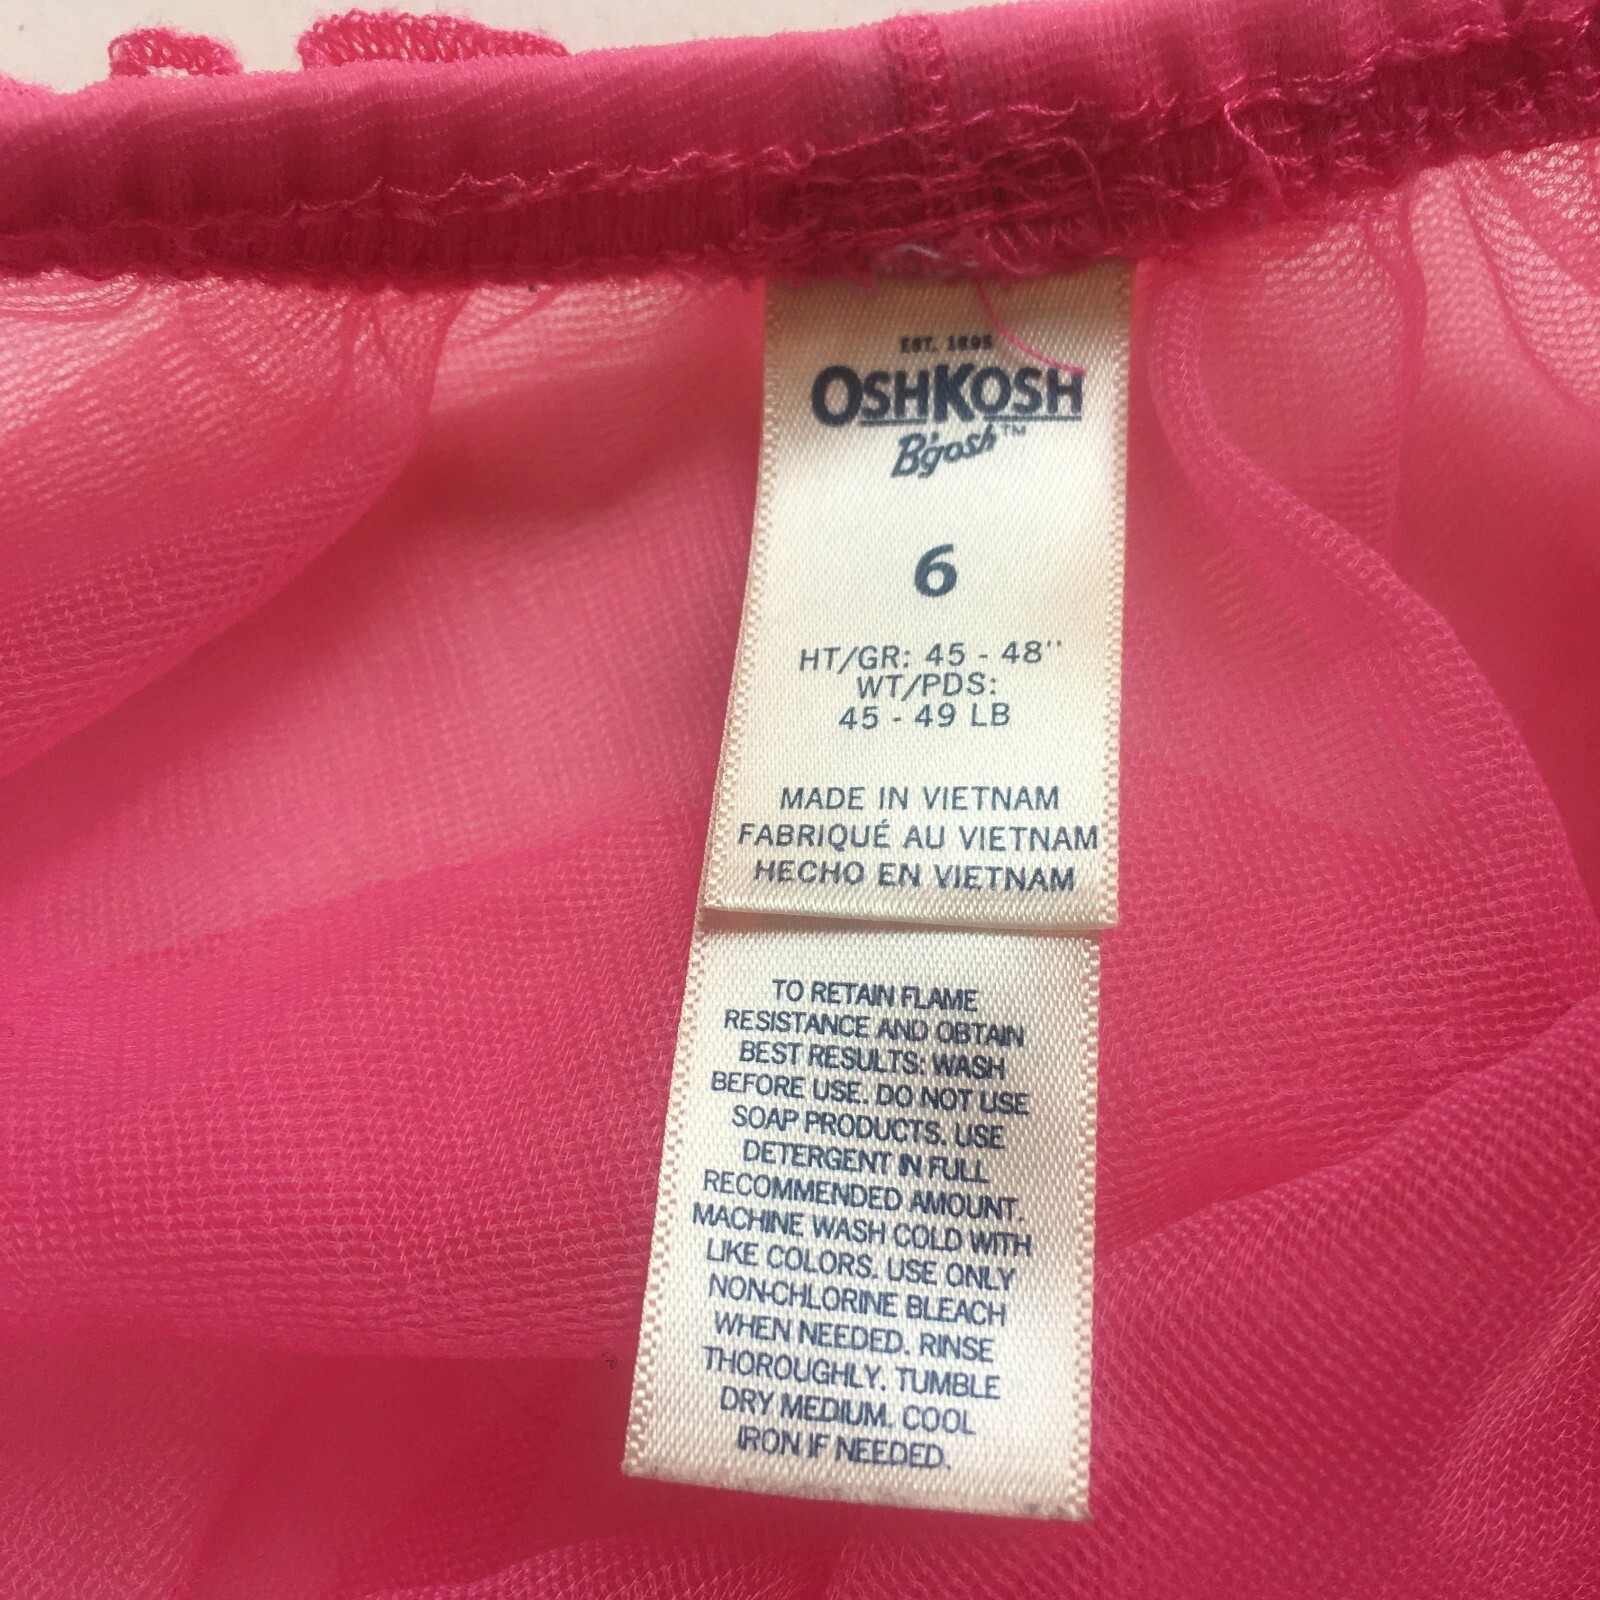 EST. 1895
OSHKOSH
B'gosh™
6
HT/GR: 45 - 48"
WT/PDS:
45 - 49 LB
MADE IN VIETNAM
FABRIQUÉ AU VIETNAM
HECHO EN VIETNAM
TO RETAIN FLAME
RESISTANCE AND OBTAIN
BEST RESULTS: WASH
BEFORE USE. DO NOT USE
SOAP PRODUCTS. USE
DETERGENT IN FULL
RECOMMENDED AMOUNT.
MACHINE WASH COLD WITH
LIKE COLORS. USE ONLY
NON-CHLORINE BLEACH
WHEN NEEDED. RINSE
THOROUGHLY. TUMBLE
DRY MEDIUM. COOL
IRON IF NEEDED.